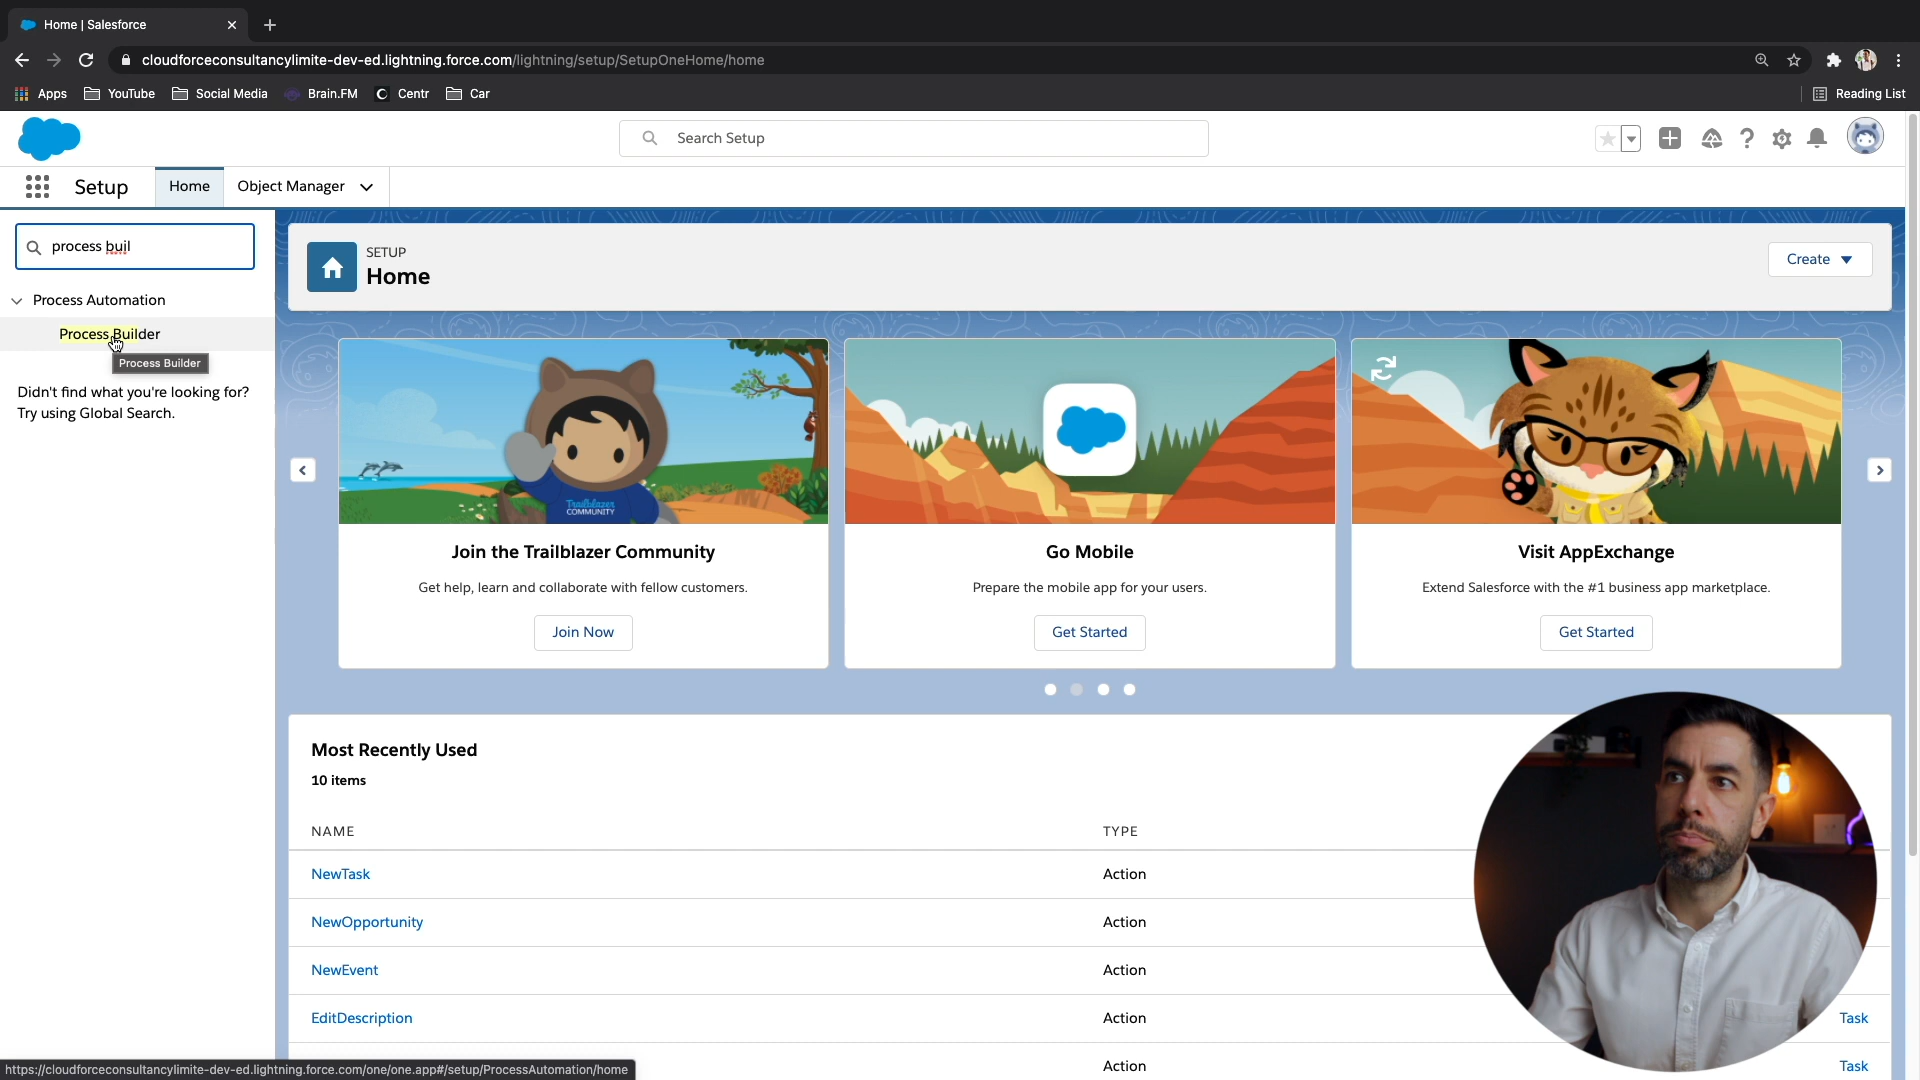 Home | Salesforce
cloudforceconsultancylimite-dev-ed.lightning.force.com/lightning/setup/SetupOneHome/home
Apps YouTube Social Media Brain.FM Centr Car Reading List
Search Setup
Setup Home Object Manager
process buil
Process Automation
Process Builder
Process Builder
Didn't find what you're looking for?
Try using Global Search.
SETUP
Home
Create
Trailblazer
COMMUNITY
Join the Trailblazer Community
Get help, learn and collaborate with fellow customers.
Join Now
Go Mobile
Prepare the mobile app for your users.
Get Started
Visit AppExchange
Extend Salesforce with the #1 business app marketplace.
Get Started
Most Recently Used
10 items
NAME TYPE
NewTask Action
NewOpportunity Action
NewEvent Action
EditDescription Action Task
Action Task
https://cloudforceconsultancylimite-dev-ed.lightning.force.com/one/one.app#/setup/ProcessAutomation/home